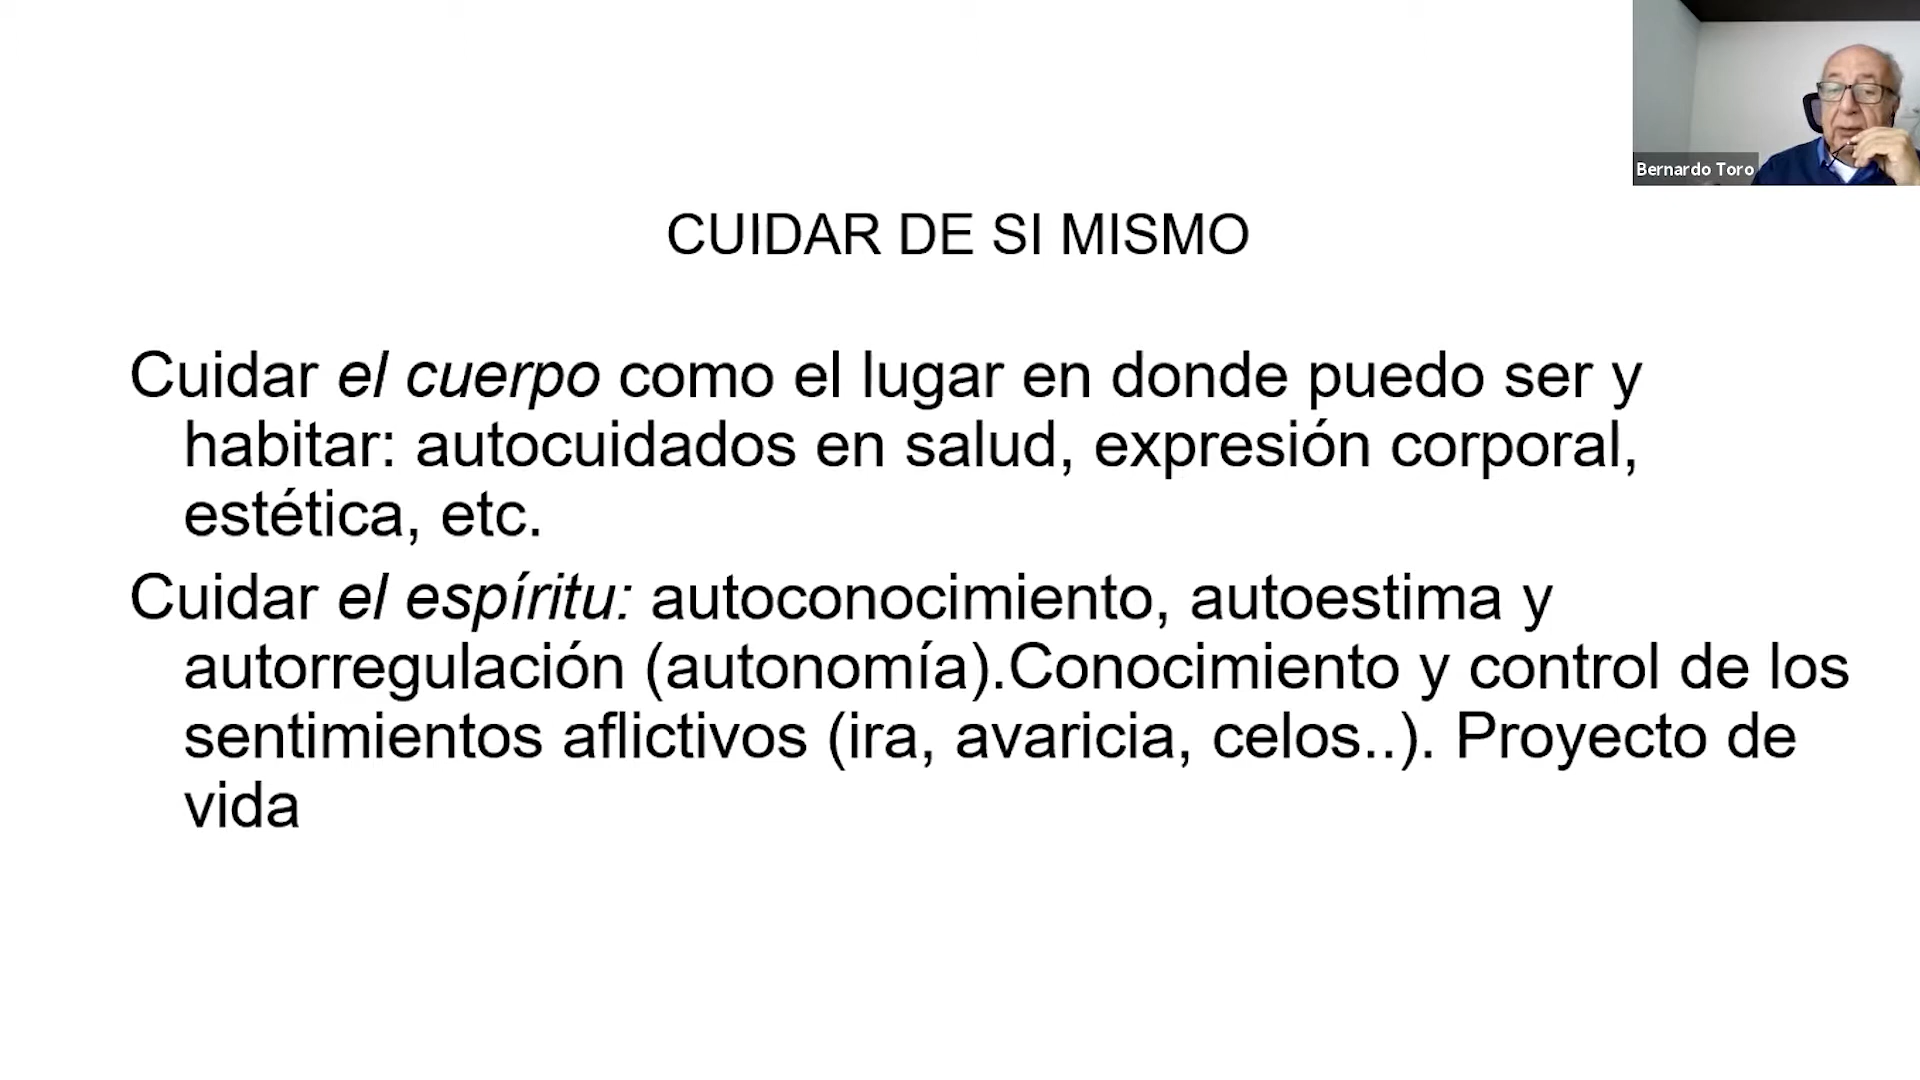 Bernardo Toro
CUIDAR DE SI MISMO
Cuidar el cuerpo como el lugar en donde puedo ser y
habitar: autocuidados en salud, expresión corporal,
estética, etc.
Cuidar el espíritu: autoconocimiento, autoestima y
autorregulación (autonomía).Conocimiento y control de los
sentimientos aflictivos (ira, avaricia, celos..). Proyecto de
vida